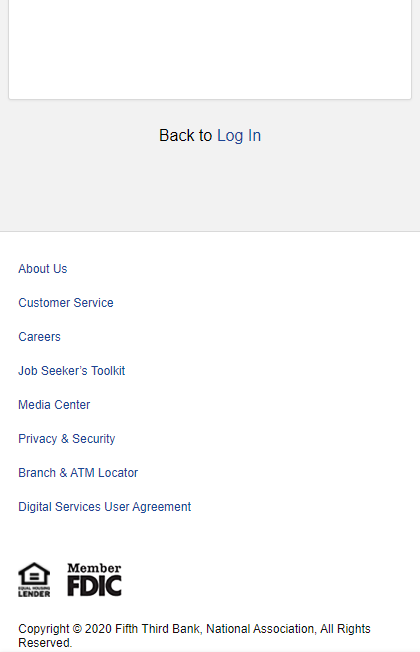 Back to Log In
About Us
Customer Service
Careers
Job Seeker’s Toolkit
Media Center
Privacy & Security
Branch & ATM Locator
Digital Services User Agreement
EQUAL HOUSING
LENDER
Member
FDIC
Copyright © 2020 Fifth Third Bank, National Association, All Rights
Reserved.